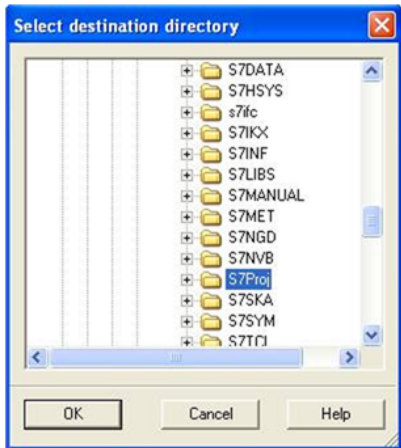 Select destination directory
S7DATA
S7HSYS
s7ifc
S7IKX
S7INF
S7LIBS
S7MANUAL
S7MET
S7NGD
S7NVB
S7Proj
S7SKA
S7SYM
S7TCI
OK Cancel Help